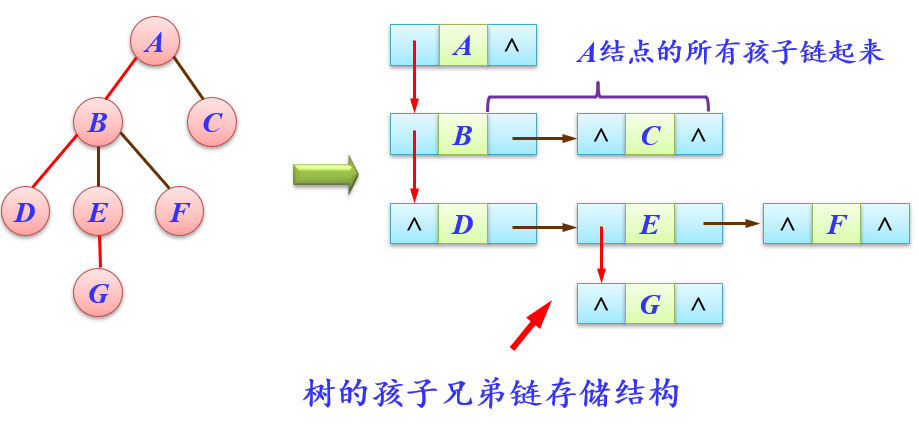 A
B
C
D
E
F
G
A ∧
A结点的所有孩子链起来
B
∧ C ∧
∧ D
E
∧ F ∧
∧ G ∧
树的孩子兄弟链存储结构